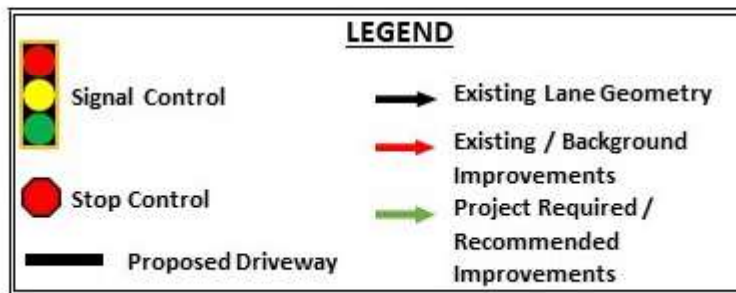 LEGEND
Signal Control
Stop Control
Proposed Driveway
Existing Lane Geometry
Existing / Background
Improvements
Project Required /
Recommended
Improvements